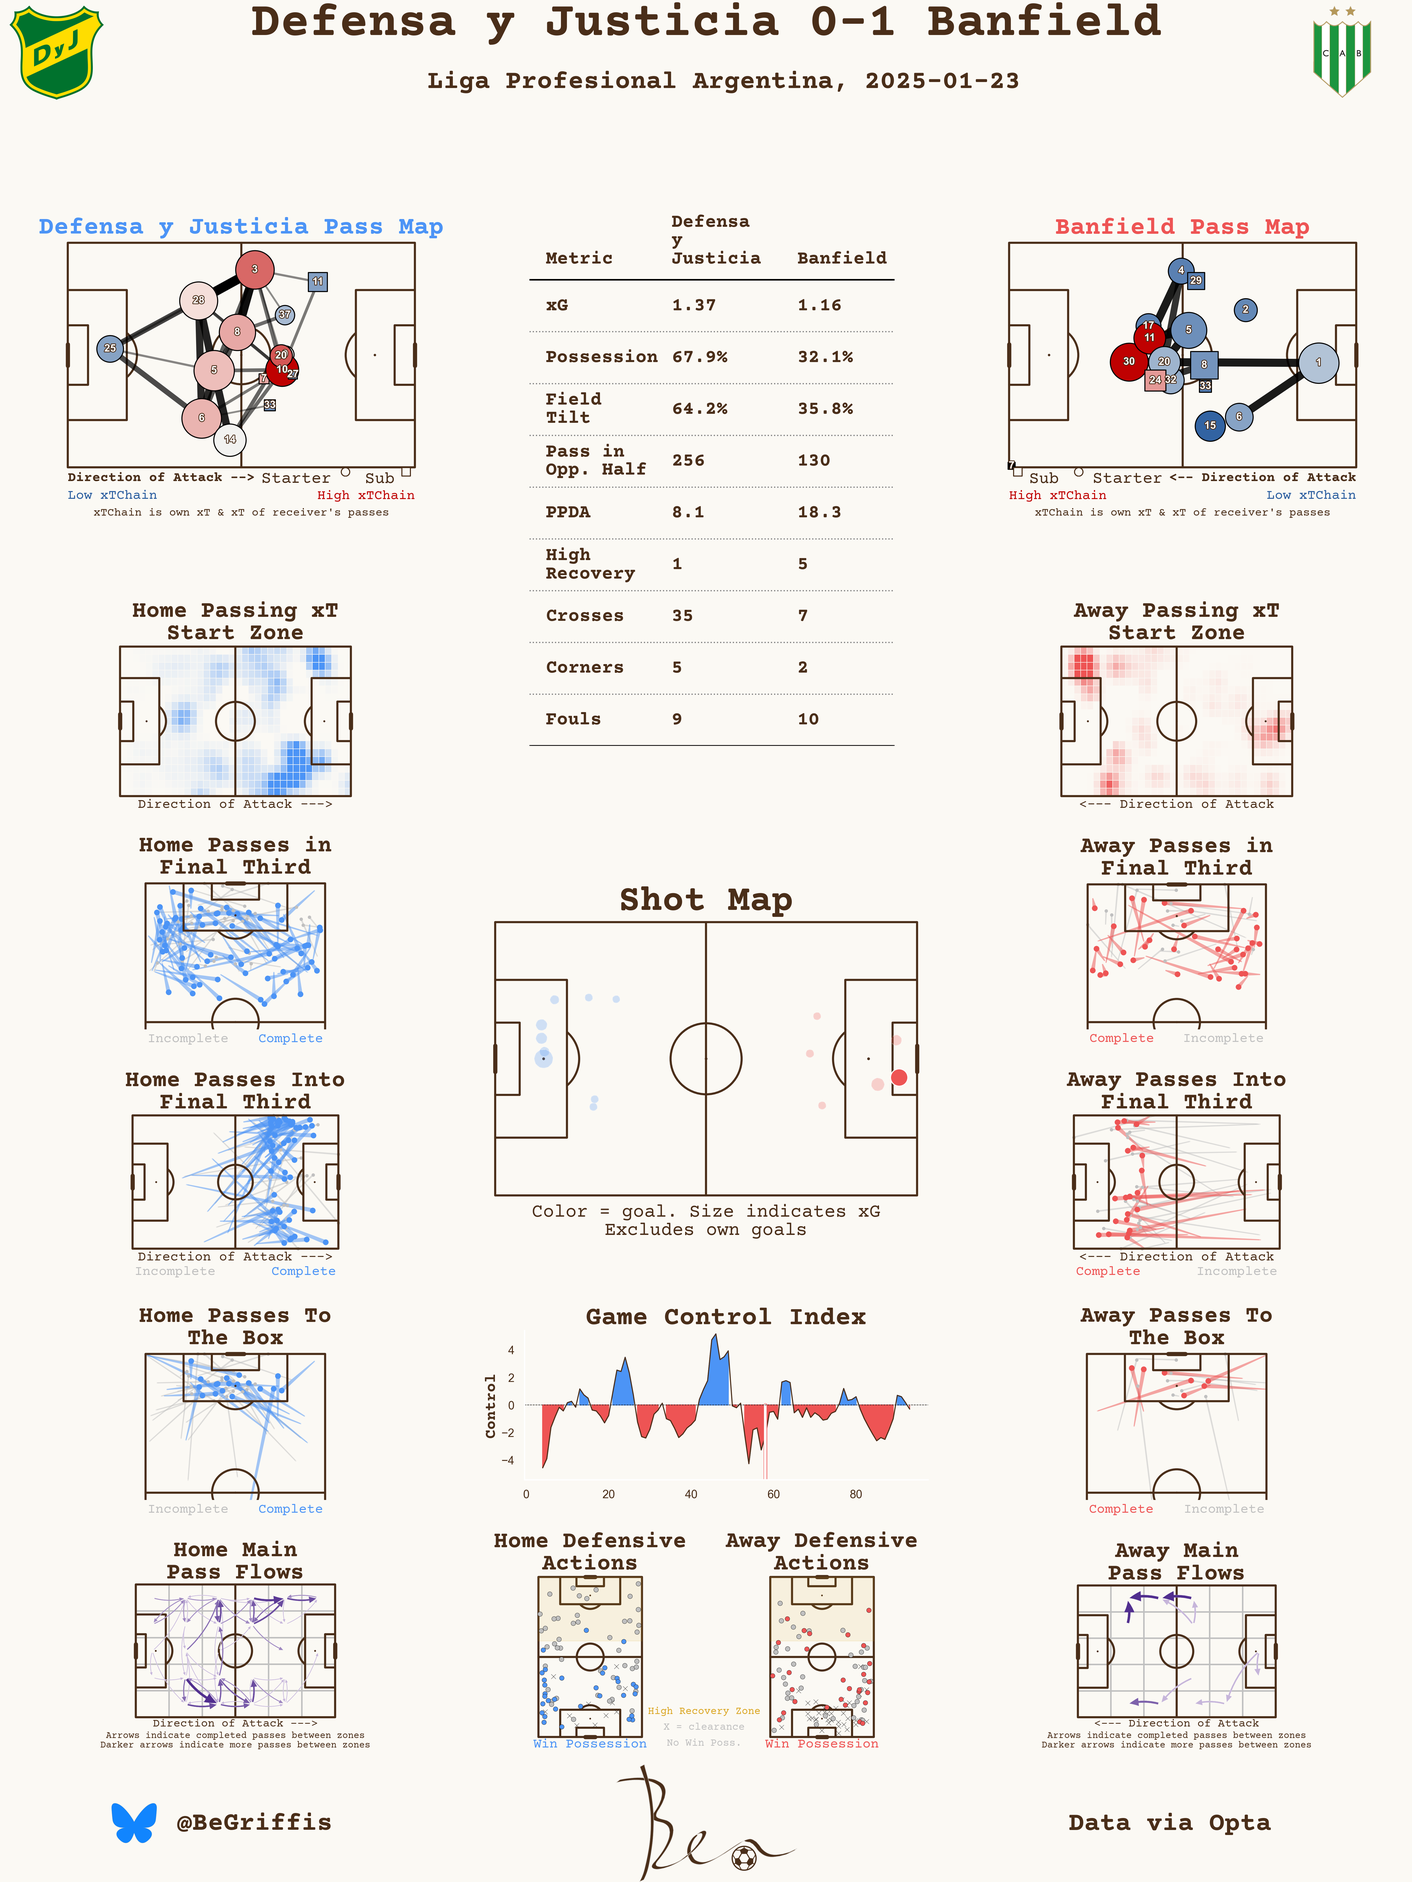 Defensa y Justicia 0-1 Banfield
Liga Profesional Argentina, 2025-01-23
DyJ
C A B
Defensa y Justicia Pass Map
3
11
28
37
8
25
20
5
10
27
7
33
6
14
Direction of Attack --> Starter Sub
Low xTChain High xTChain
xTChain is own xT & xT of receiver's passes
Metric Defensa y Justicia Banfield
xG 1.37 1.16
Possession 67.9% 32.1%
Field Tilt 64.2% 35.8%
Pass in Opp. Half 256 130
PPDA 8.1 18.3
High Recovery 1 5
Crosses 35 7
Corners 5 2
Fouls 9 10
Banfield Pass Map
4
29
2
17
5
11
30
20
8
1
24
32
33
6
15
7
Sub Starter <-- Direction of Attack
High xTChain Low xTChain
xTChain is own xT & xT of receiver's passes
Home Passing xT
Start Zone
Direction of Attack --->
Away Passing xT
Start Zone
<--- Direction of Attack
Home Passes in
Final Third
Incomplete Complete
Away Passes in
Final Third
Complete Incomplete
Shot Map
Color = goal. Size indicates xG
Excludes own goals
Home Passes Into
Final Third
Direction of Attack --->
Incomplete Complete
Away Passes Into
Final Third
<--- Direction of Attack
Complete Incomplete
Home Passes To
The Box
Incomplete Complete
Game Control Index
Control
4
2
0
−2
−4
0 20 40 60 80
Away Passes To
The Box
Complete Incomplete
Home Main
Pass Flows
Direction of Attack --->
Arrows indicate completed passes between zones
Darker arrows indicate more passes between zones
Home Defensive
Actions
Win Possession
Away Defensive
Actions
Win Possession
High Recovery Zone
X = clearance
No Win Poss.
Away Main
Pass Flows
<--- Direction of Attack
Arrows indicate completed passes between zones
Darker arrows indicate more passes between zones
@BeGriffis
Ben
Data via Opta